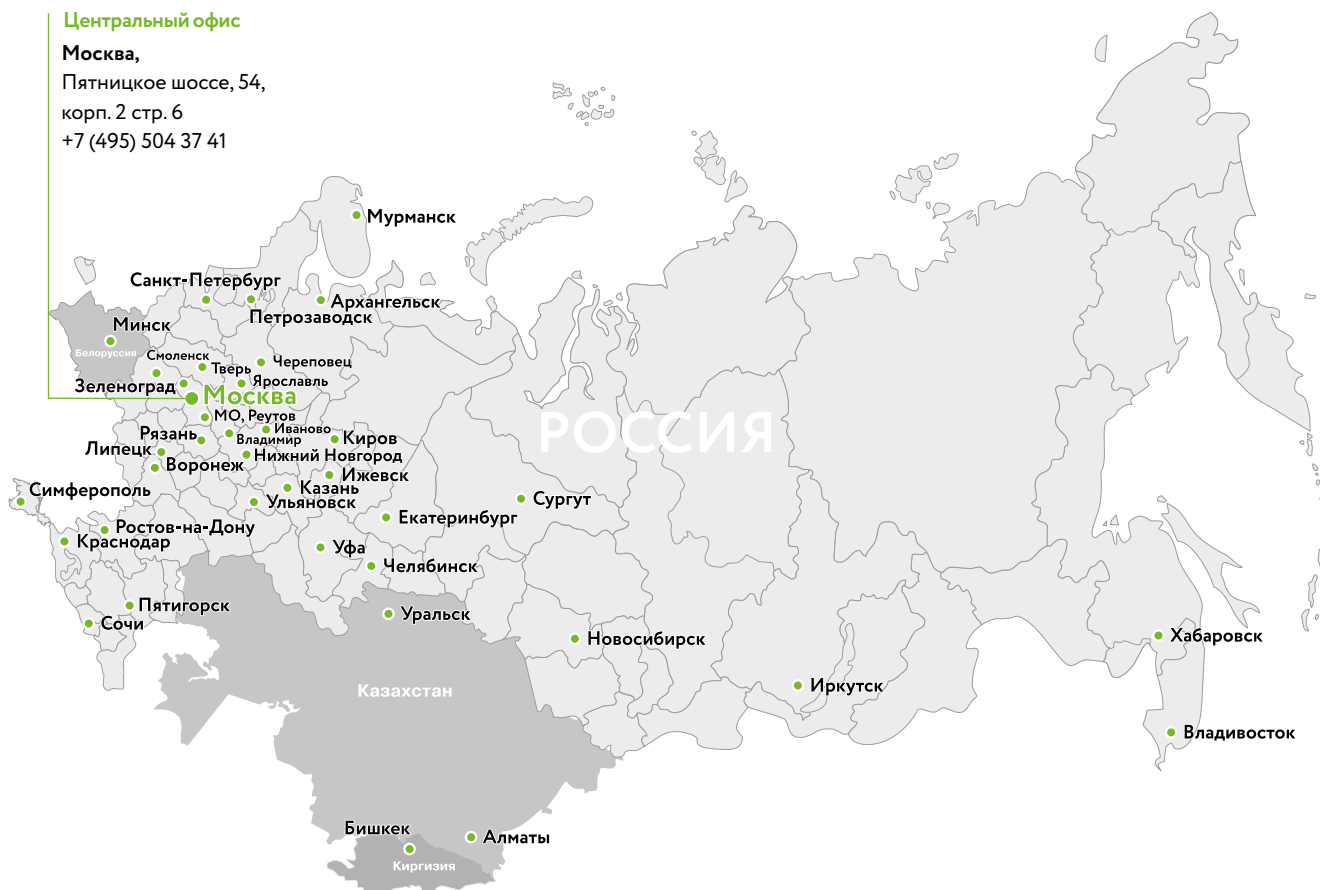 Центральный офис
Москва,
Пятницкое шоссе, 54,
корп. 2 стр. 6
+7 (495) 504 37 41
Мурманск
Санкт-Петербург
Архангельск
Петрозаводск
Минск
Белоруссия
Смоленск
Череповец
Тверь
Зеленоград
Ярославль
Москва
МО, Реутов
РОССИЯ
Иваново
Рязань
Владимир
Киров
Липецк
Нижний Новгород
Воронеж
Ижевск
Казань
Симферополь
Ульяновск
Сургут
Екатеринбург
Ростов-на-Дону
Краснодар
Уфа
Челябинск
Пятигорск
Уральск
Сочи
Новосибирск
Хабаровск
Иркутск
Казахстан
Владивосток
Бишкек
Алматы
Киргизия